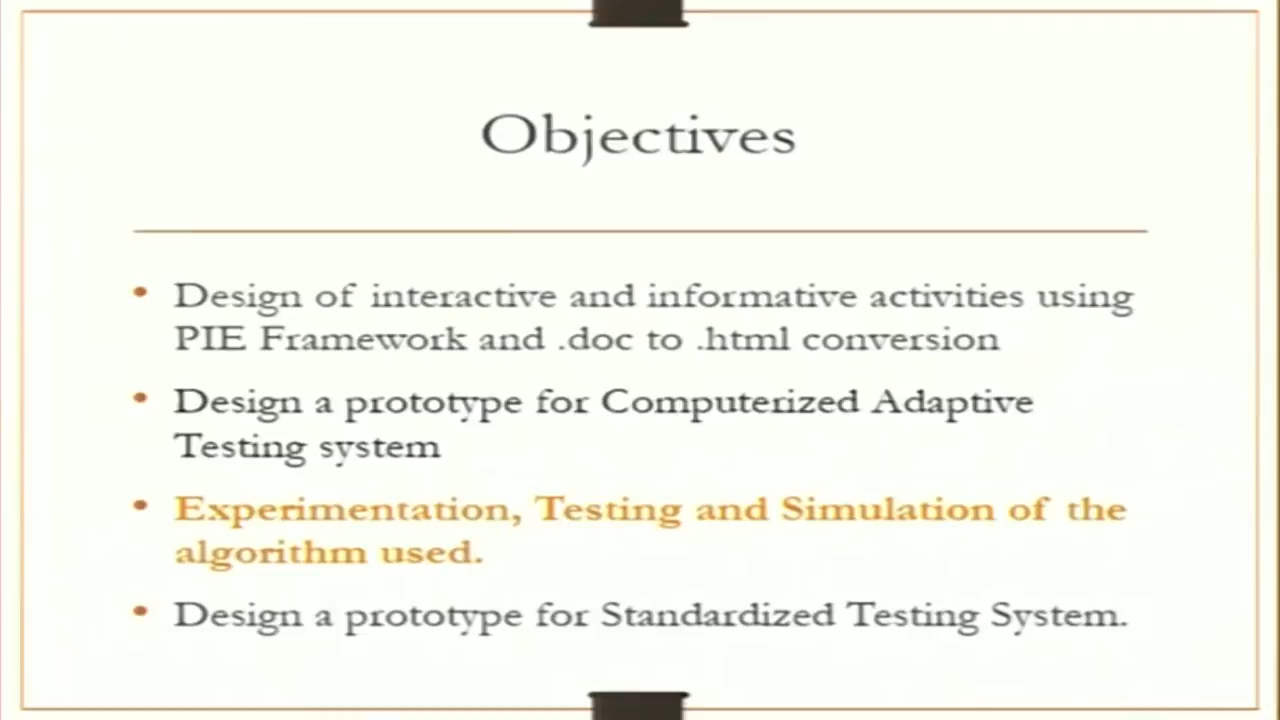 Objectives
• Design of interactive and informative activities using
PIE Framework and .doc to .html conversion
• Design a prototype for Computerized Adaptive
Testing system
• Experimentation, Testing and Simulation of the
algorithm used.
• Design a prototype for Standardized Testing System.